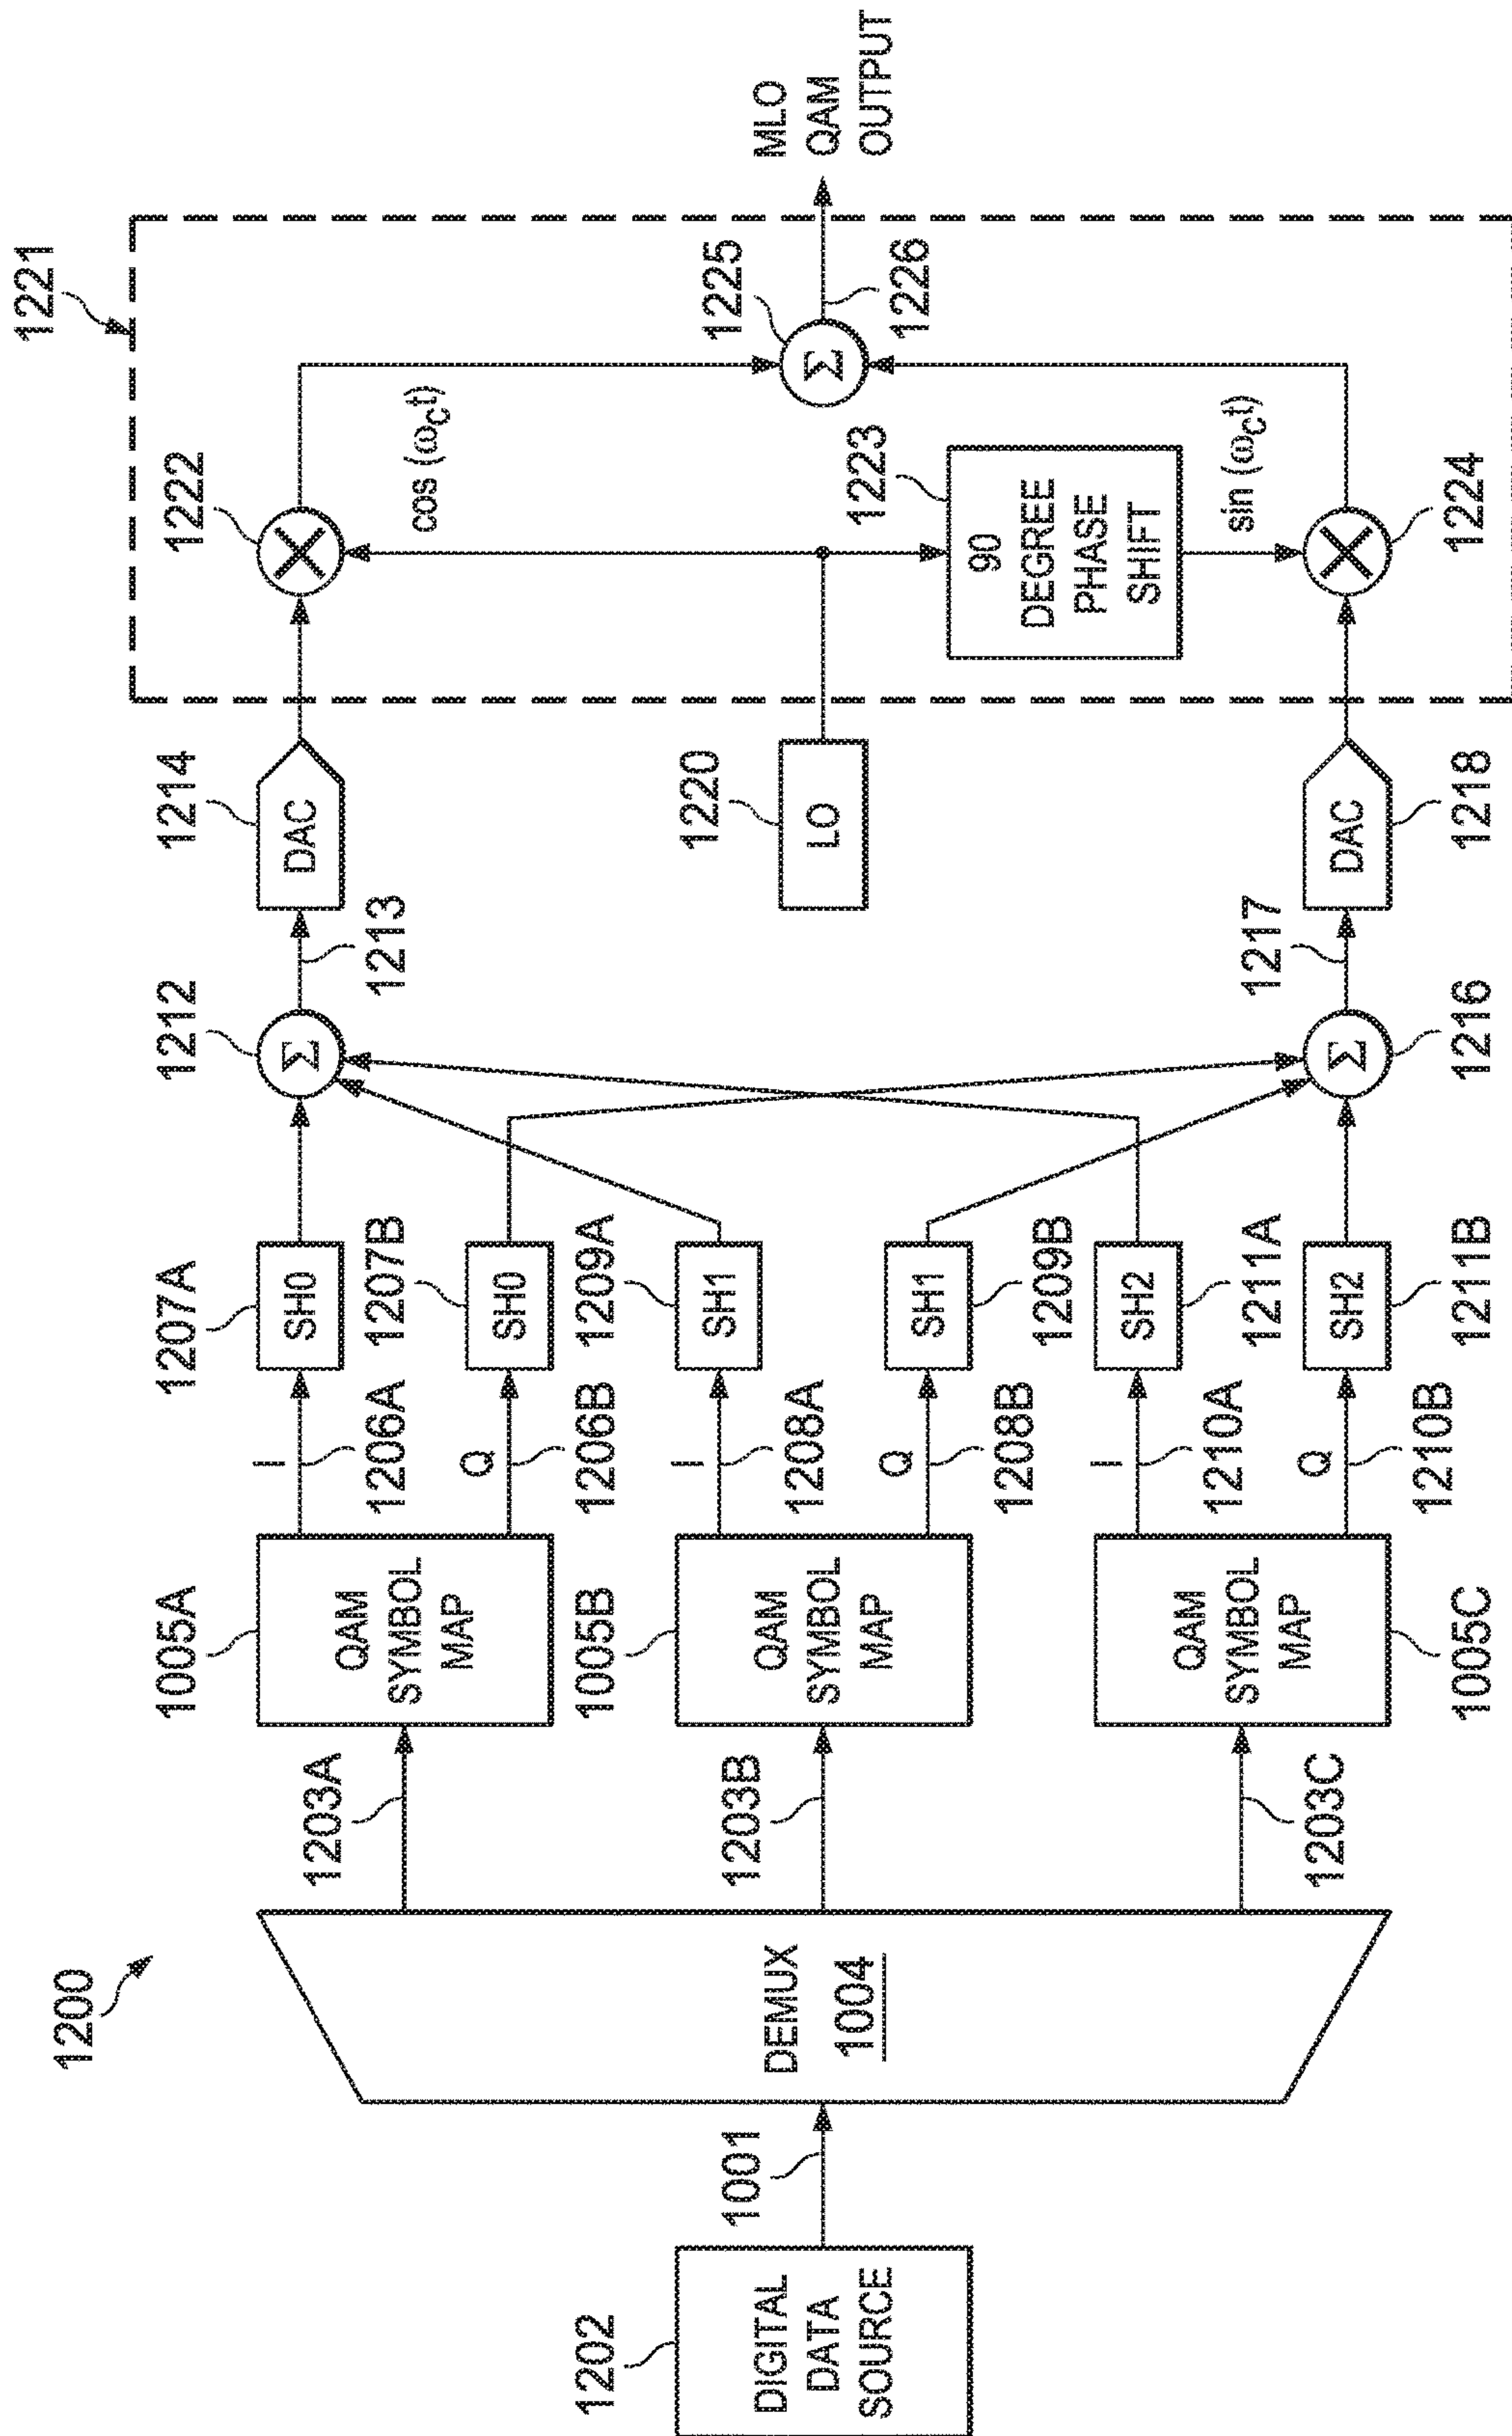 1200
1202
DIGITAL
DATA
SOURCE
1001
DEMUX
1004
1203A
1203B
1203C
1005A
QAM
SYMBOL
MAP
1005B
QAM
SYMBOL
MAP
QAM
SYMBOL
MAP
1005C
I
1206A
Q
1206B
I
1208A
Q
1208B
I
1210A
Q
1210B
1207A
SH0
1207B
SH0
1209A
SH1
SH1
1209B
SH2
1211A
SH2
1211B
1212
Σ
1213
1217
Σ
1216
1214
DAC
1220
LO
DAC
1218
1221
1222
cos (ωct)
1223
90
DEGREE
PHASE
SHIFT
sin (ωct)
1224
1225
Σ
1226
MLO
QAM
OUTPUT